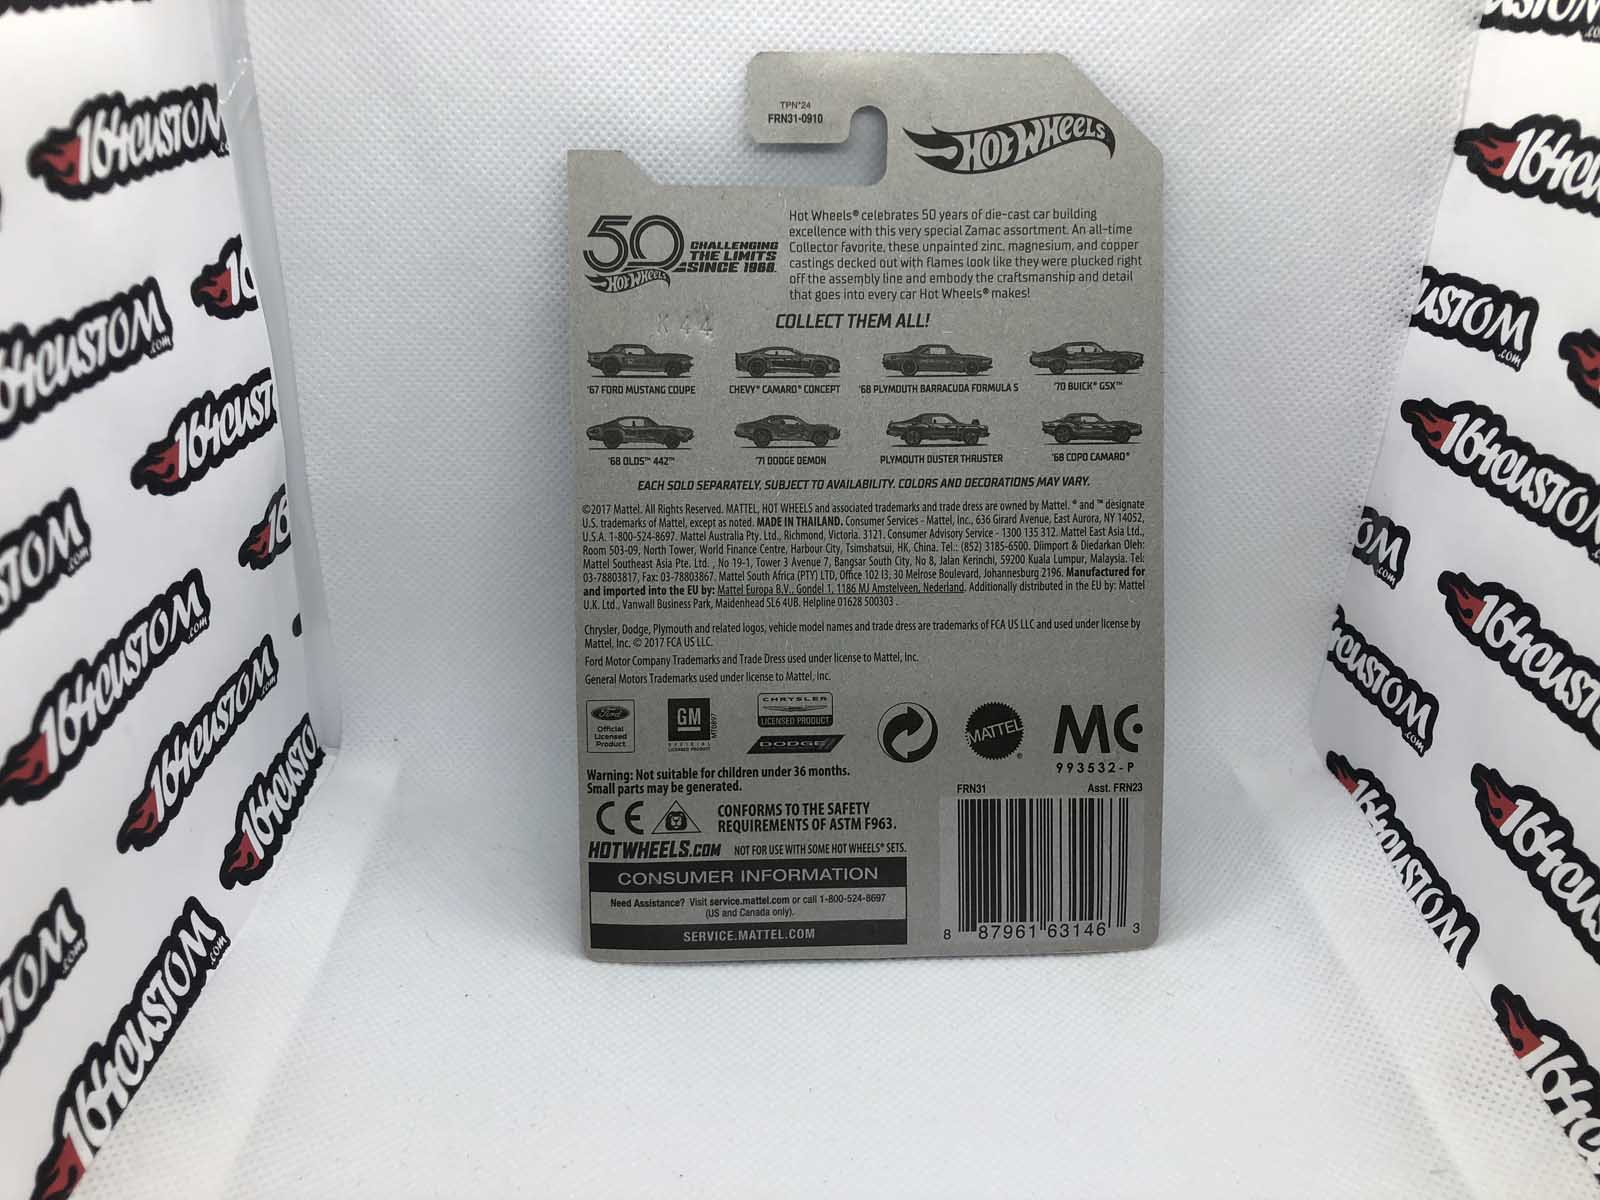 TPN*24
FRN31-0910
HOT WHEELS
50
HOT WHEELS
CHALLENGING
THE LIMITS
SINCE 1968.
Hot Wheels® celebrates 50 years of die-cast car building
excellence with this very special Zamac assortment. An all-time
Collector favorite, these unpainted zinc, magnesium, and copper
castings decked out with flames look like they were plucked right
off the assembly line and embody the craftsmanship and detail
that goes into every car Hot Wheels® makes!
K44
COLLECT THEM ALL!
'67 FORD MUSTANG COUPE
CHEVY® CAMARO® CONCEPT
'68 PLYMOUTH BARRACUDA FORMULA S
'70 BUICK® GSX™
'68 OLDS™ 442™
'71 DODGE DEMON
PLYMOUTH DUSTER THRUSTER
'68 COPO CAMARO®
EACH SOLD SEPARATELY, SUBJECT TO AVAILABILITY. COLORS AND DECORATIONS MAY VARY.
©2017 Mattel. All Rights Reserved. MATTEL, HOT WHEELS and associated trademarks and trade dress are owned by Mattel. ® and ™ designate
U.S. trademarks of Mattel, except as noted. MADE IN THAILAND. Consumer Services - Mattel, Inc., 636 Girard Avenue, East Aurora, NY 14052,
U.S.A. 1-800-524-8697. Mattel Australia Pty. Ltd., Richmond, Victoria. 3121. Consumer Advisory Service - 1300 135 312. Mattel East Asia Ltd.,
Room 503-09, North Tower, World Finance Centre, Harbour City, Tsimshatsui, HK, China. Tel.: (852) 3185-6500. Diimport & Diedarkan Oleh:
Mattel Southeast Asia Pte. Ltd. , No 19-1, Tower 3 Avenue 7, Bangsar South City, No 8, Jalan Kerinchi, 59200 Kuala Lumpur, Malaysia. Tel:
03-78803817, Fax: 03-78803867. Mattel South Africa (PTY) LTD, Office 102 I3, 30 Melrose Boulevard, Johannesburg 2196. Manufactured for
and imported into the EU by: Mattel Europa B.V., Gondel 1, 1186 MJ Amstelveen, Nederland. Additionally distributed in the EU by: Mattel
U.K. Ltd., Vanwall Business Park, Maidenhead SL6 4UB. Helpline 01628 500303 .
Chrysler, Dodge, Plymouth and related logos, vehicle model names and trade dress are trademarks of FCA US LLC and used under license by
Mattel, Inc. © 2017 FCA US LLC.
Ford Motor Company Trademarks and Trade Dress used under license to Mattel, Inc.
General Motors Trademarks used under license to Mattel, Inc.
Ford
Official
Licensed
Product
GM
OFFICIAL
LICENSED PRODUCT
MT0897
CHRYSLER
LICENSED PRODUCT
DODGE
MATTEL®
MC
993532-P
Warning: Not suitable for children under 36 months.
Small parts may be generated.
CE
CONFORMS TO THE SAFETY
REQUIREMENTS OF ASTM F963.
HOTWHEELS.COM
NOT FOR USE WITH SOME HOT WHEELS® SETS.
CONSUMER INFORMATION
Need Assistance? Visit service.mattel.com or call 1-800-524-8697
(US and Canada only).
SERVICE.MATTEL.COM
FRN31
Asst. FRN23
8 87961 63146 3
164CUSTOM
.com
164CUSTOM
.com
164CUSTOM
164CUSTOM
.com
164CUSTOM
.com
164CUSTOM
.com